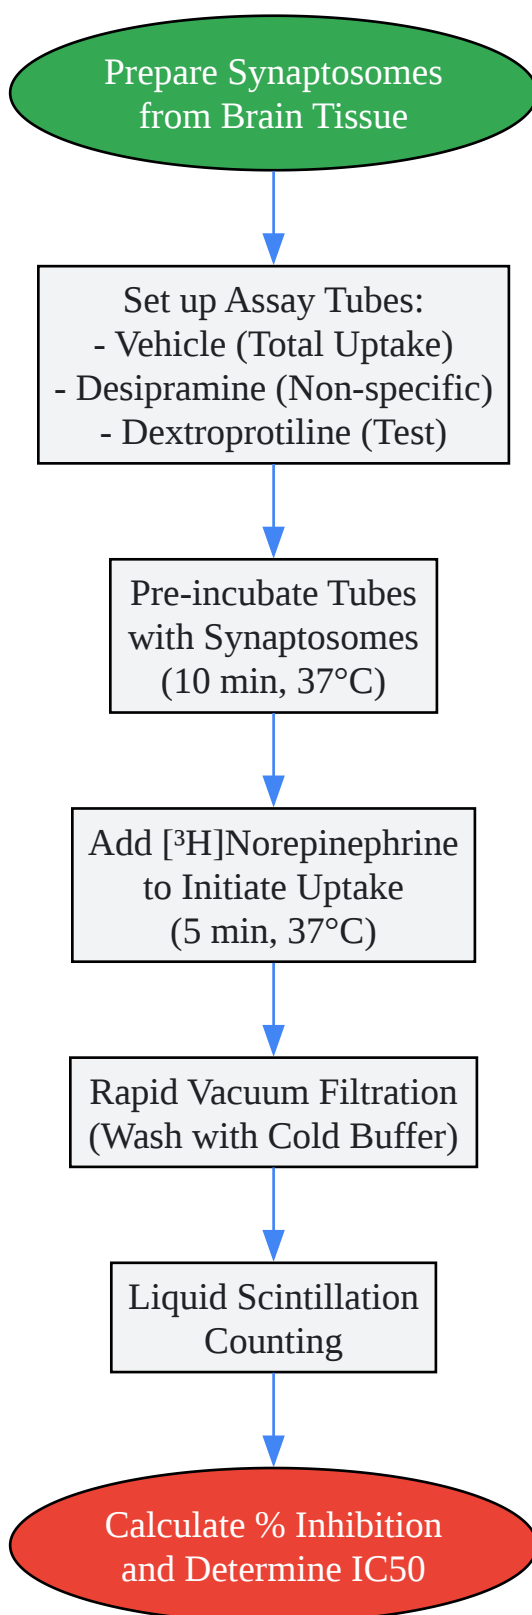 Prepare Synaptosomes
from Brain Tissue
Set up Assay Tubes:
- Vehicle (Total Uptake)
- Desipramine (Non-specific)
- Dextroprotiline (Test)
Pre-incubate Tubes
with Synaptosomes
(10 min, 37°C)
Add [³H]Norepinephrine
to Initiate Uptake
(5 min, 37°C)
Rapid Vacuum Filtration
(Wash with Cold Buffer)
Liquid Scintillation
Counting
Calculate % Inhibition
and Determine IC50